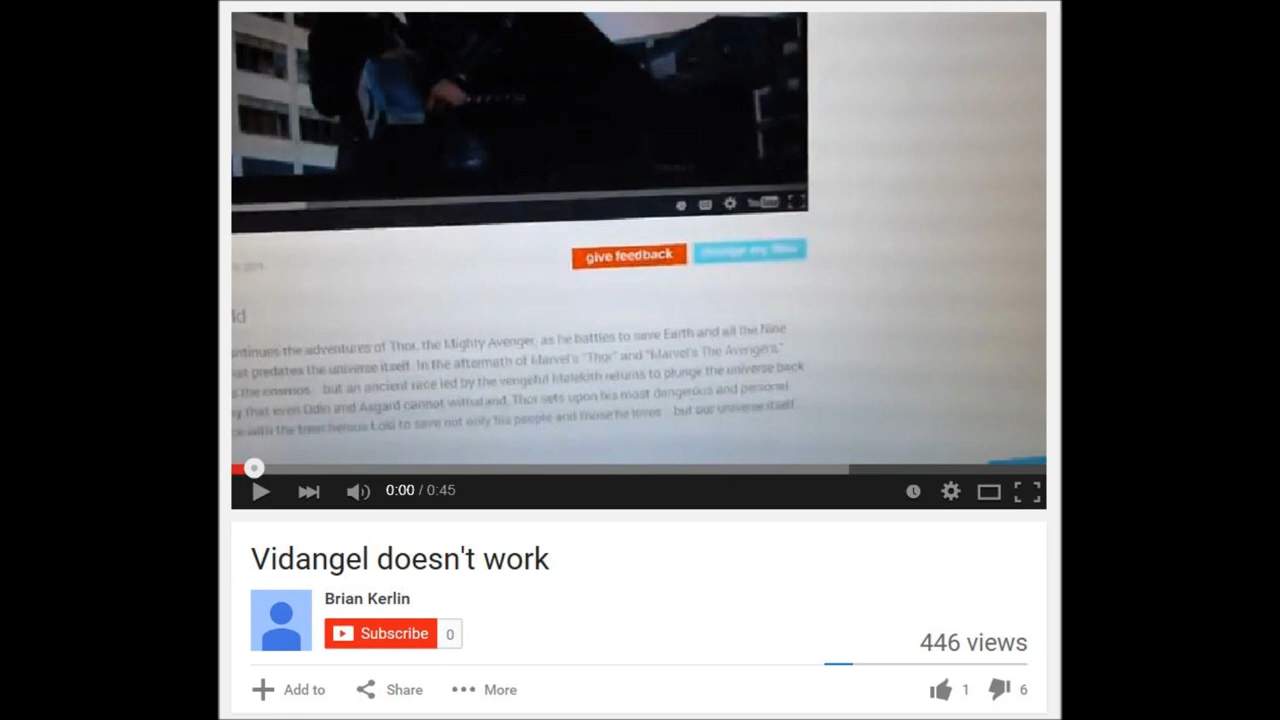 YouTube
give feedback
ld
ntinues the adventures of Thor, the Mighty Avenger, as he battles to save Earth and all the Nine
at predates the universe itself. In the aftermath of Marvel's "Thor" and "Marvel's The Avengers,"
s the cosmos but an ancient race led by the vengeful Malekith returns to plunge the universe back
y that even Odin and Asgard cannot withstand, Thor sets upon his most dangerous and personal
with the treacherous Loki to save not only his people and those he loves but our universe itself
0:00 / 0:45
Vidangel doesn't work
Brian Kerlin
Subscribe 0
446 views
Add to Share More 1 6